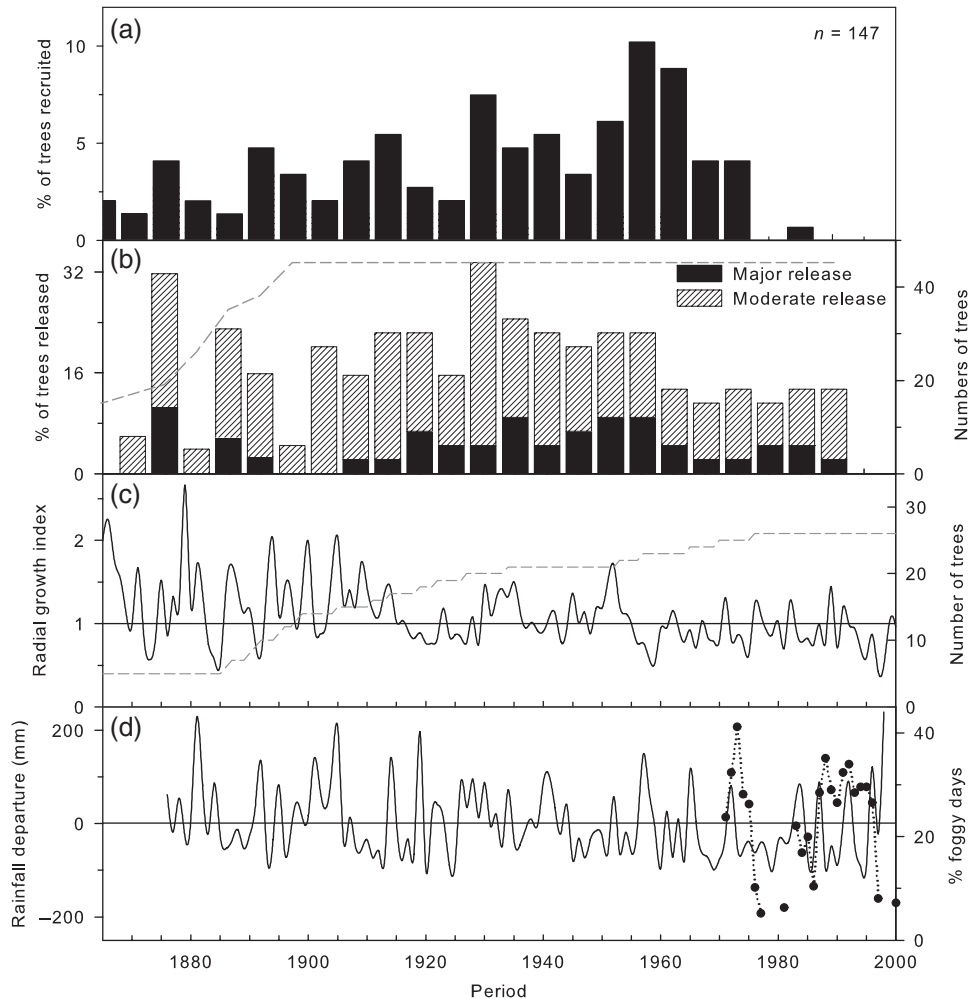 (a)
n = 147
% of trees recruited
10
5
0
(b)
% of trees released
32
16
0
Major release
Moderate release
Numbers of trees
40
20
0
(c)
Radial growth index
2
1
0
Number of trees
30
20
10
0
(d)
Rainfall departure (mm)
200
0
−200
% foggy days
40
20
0
1880 1900 1920 1940 1960 1980 2000
Period